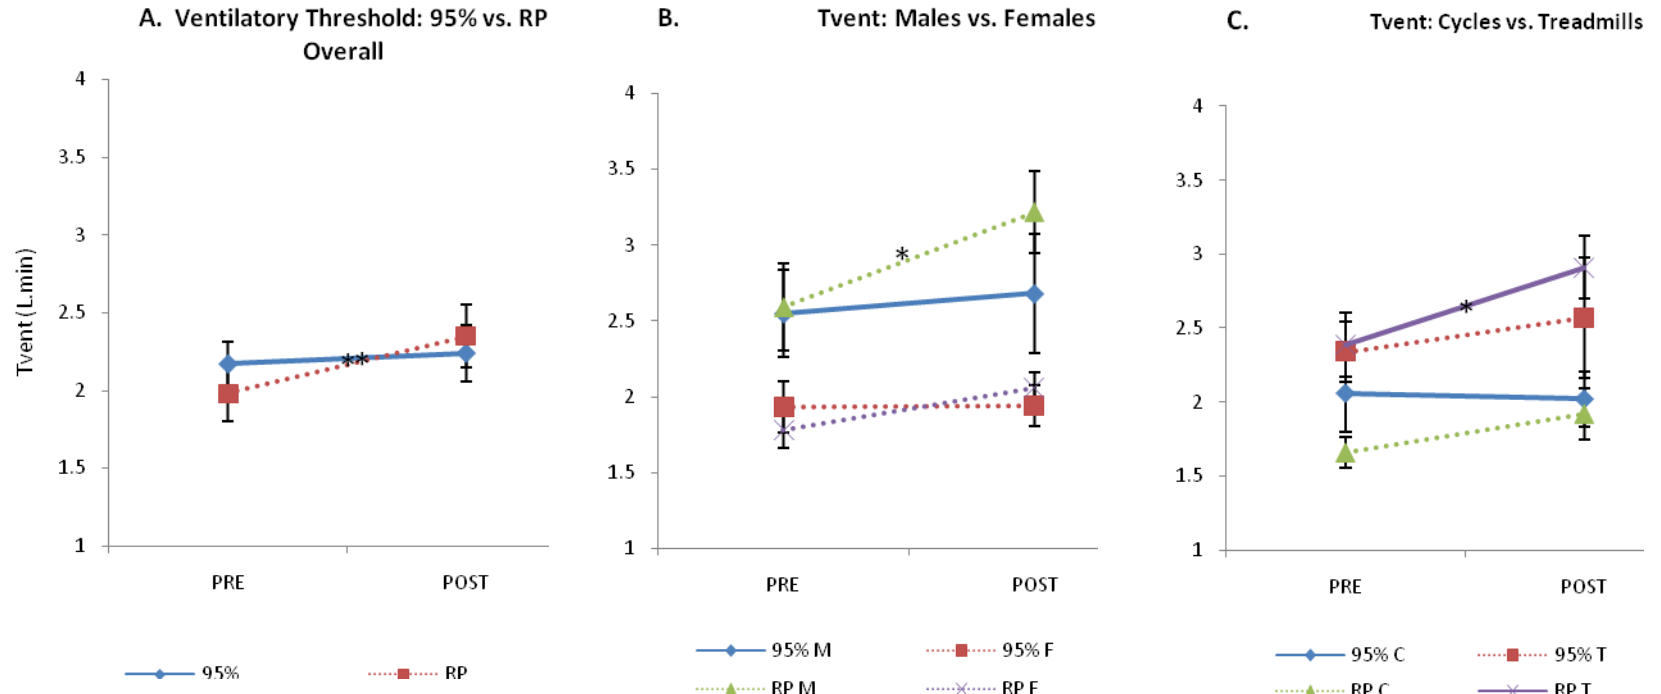 A. Ventilatory Threshold: 95% vs. RP
Overall
4
3.5
3
2.5
2
1.5
1
Tvent (L.min)
**
PRE POST
95% RP
B. Tvent: Males vs. Females
4
3.5
3
2.5
2
1.5
1
*
PRE POST
95% M 95% F
RP M RP F
C. Tvent: Cycles vs. Treadmills
4
3.5
3
2.5
2
1.5
1
*
PRE POST
95% C 95% T
RP C RP T